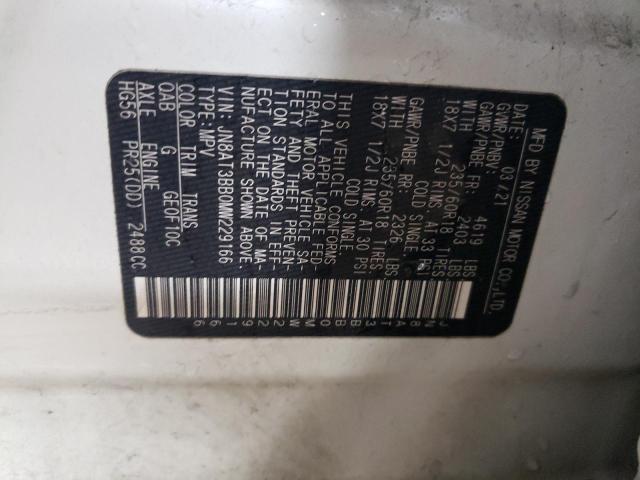 MFD BY NISSAN MOTOR CO.,LTD.
03/21
GVWR/PNBV: 4619 LBS
GAWR/PNBE FR: 2403 LBS
WITH 235/60R18 TIRES,
18X7 1/2J RIMS, AT 33 PSI
COLD SINGLE.
GAWR/PNBE RR: 2326 LBS
WITH 235/60R18 TIRES,
18X7 1/2J RIMS, AT 30 PSI
COLD SINGLE.
THIS VEHICLE CONFORMS
TO ALL APPLICABLE FED-
ERAL MOTOR VEHICLE SA-
FETY AND THEFT PREVEN-
TION STANDARDS IN EFF-
ECT ON THE DATE OF MA-
NUFACTURE SHOWN ABOVE.
VIN: JN8AT3BB0MW229166
TYPE: MPV
COLOR TRIM TRANS
QAB G GEOF10C
AXLE ENGINE
H856 PR25(DD) 2488CC
JN8AT3BB0MW229166